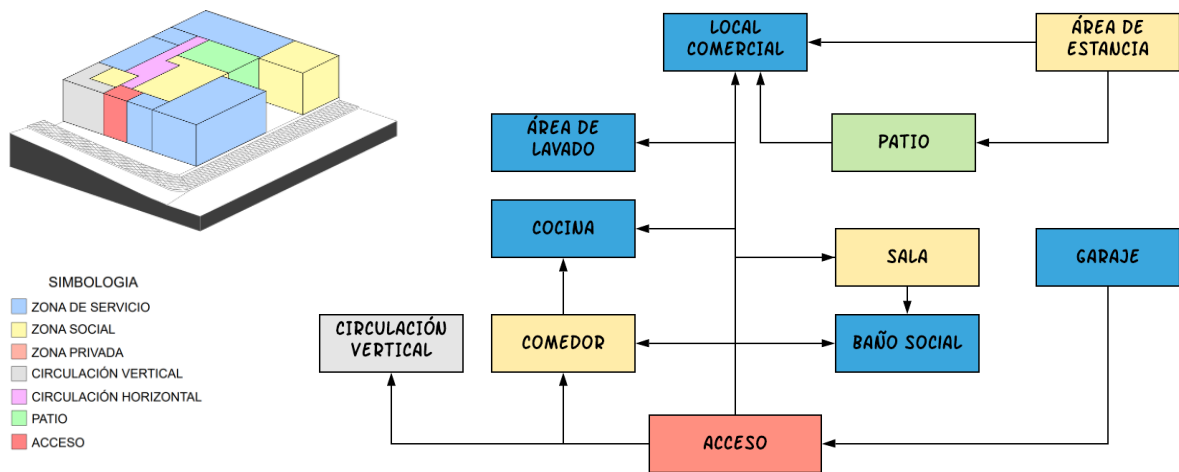 LOCAL
COMERCIAL
ÁREA DE
ESTANCIA
ÁREA DE
LAVADO
PATIO
COCINA
SALA
GARAJE
CIRCULACIÓN
VERTICAL
COMEDOR
BAÑO SOCIAL
ACCESO
SIMBOLOGIA
ZONA DE SERVICIO
ZONA SOCIAL
ZONA PRIVADA
CIRCULACIÓN VERTICAL
CIRCULACIÓN HORIZONTAL
PATIO
ACCESO